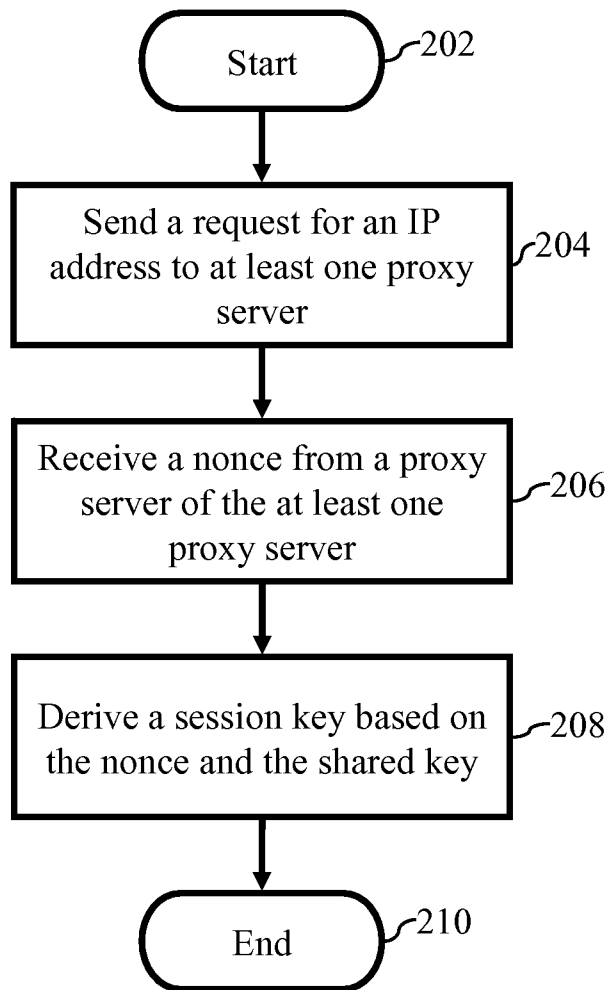 Start
202
Send a request for an IP
address to at least one proxy
server
204
Receive a nonce from a proxy
server of the at least one
proxy server
206
Derive a session key based on
the nonce and the shared key
208
End
210